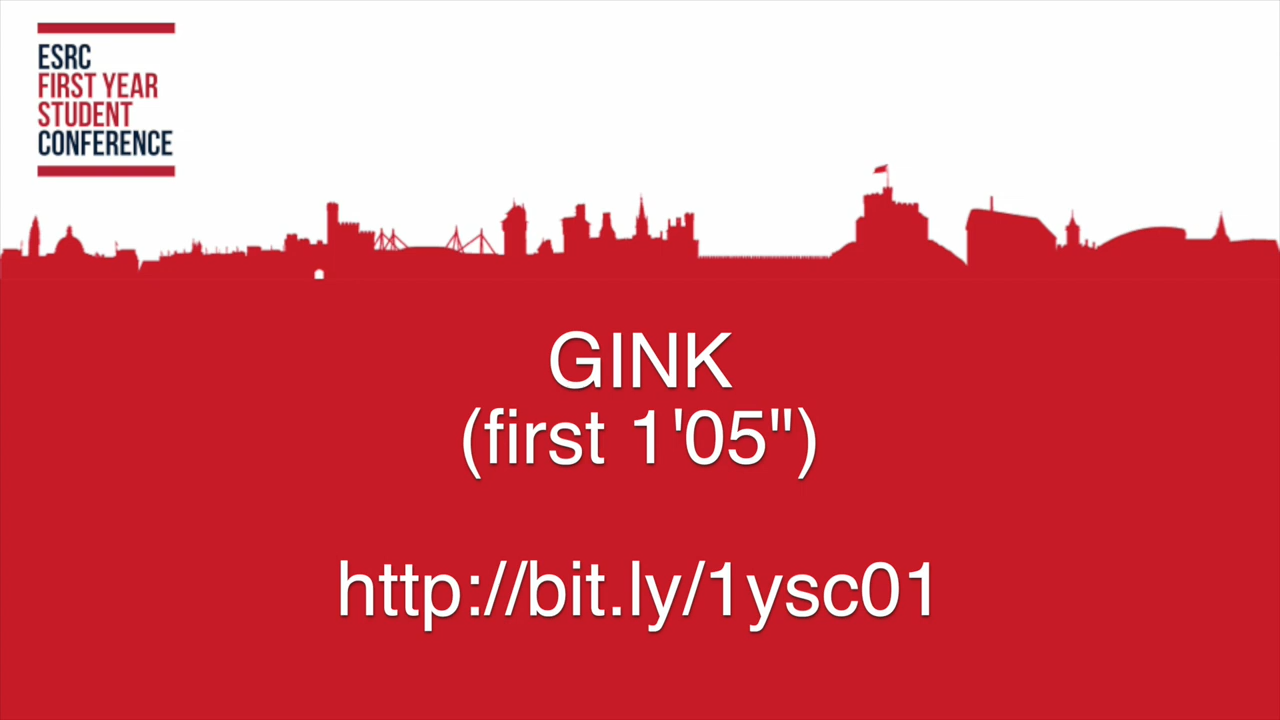 ESRC
FIRST YEAR
STUDENT
CONFERENCE
GINK
(first 1'05")
http://bit.ly/1ysc01